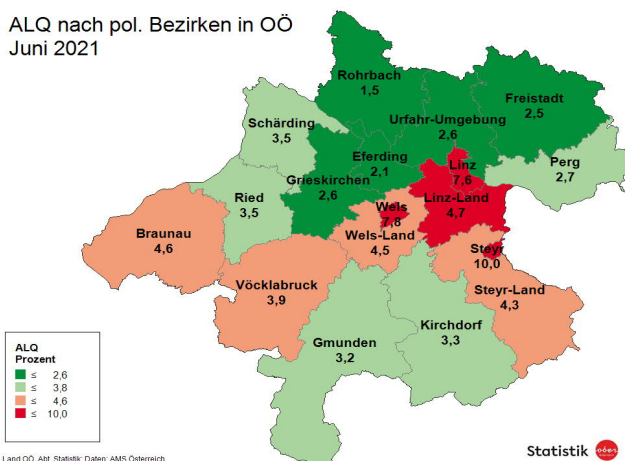 ALQ nach pol. Bezirken in OÖ
Juni 2021
Rohrbach
1,5
Freistadt
2,5
Urfahr-Umgebung
2,6
Schärding
3,5
Eferding
2,1
Linz
7,6
Perg
2,7
Grieskirchen
2,6
Ried
3,5
Linz-Land
4,7
Wels
7,8
Braunau
4,6
Wels-Land
4,5
Steyr
10,0
Vöcklabruck
3,9
Steyr-Land
4,3
Kirchdorf
3,3
Gmunden
3,2
ALQ
Prozent
≤ 2,6
≤ 3,8
≤ 4,6
≤ 10,0
Land OÖ, Abt. Statistik; Daten: AMS Österreich
Statistik